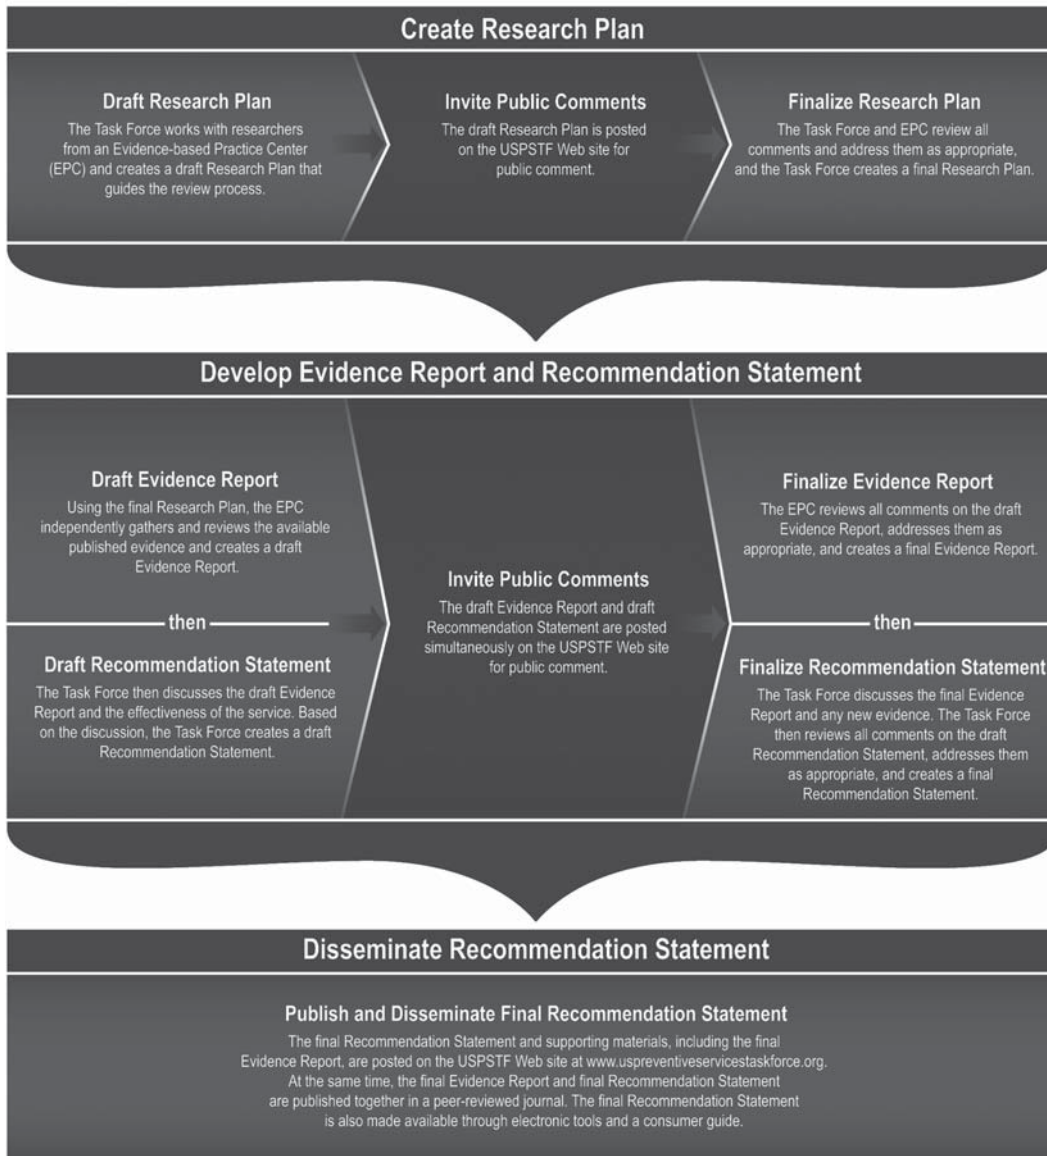 Create Research Plan
Draft Research Plan
The Task Force works with researchers
from an Evidence-based Practice Center
(EPC) and creates a draft Research Plan that
guides the review process.
Invite Public Comments
The draft Research Plan is posted
on the USPSTF Web site for
public comment.
Finalize Research Plan
The Task Force and EPC review all
comments and address them as appropriate,
and the Task Force creates a final Research Plan.
Develop Evidence Report and Recommendation Statement
Draft Evidence Report
Using the final Research Plan, the EPC
independently gathers and reviews the available
published evidence and creates a draft
Evidence Report.
then
Draft Recommendation Statement
The Task Force then discusses the draft Evidence
Report and the effectiveness of the service. Based
on the discussion, the Task Force creates a draft
Recommendation Statement.
Invite Public Comments
The draft Evidence Report and draft
Recommendation Statement are posted
simultaneously on the USPSTF Web site
for public comment.
Finalize Evidence Report
The EPC reviews all comments on the draft
Evidence Report, addresses them as
appropriate, and creates a final Evidence Report.
then
Finalize Recommendation Statement
The Task Force discusses the final Evidence
Report and any new evidence. The Task Force
then reviews all comments on the draft
Recommendation Statement, addresses them
as appropriate, and creates a final
Recommendation Statement.
Disseminate Recommendation Statement
Publish and Disseminate Final Recommendation Statement
The final Recommendation Statement and supporting materials, including the final
Evidence Report, are posted on the USPSTF Web site at www.uspreventiveservicestaskforce.org.
At the same time, the final Evidence Report and final Recommendation Statement
are published together in a peer-reviewed journal. The final Recommendation Statement
is also made available through electronic tools and a consumer guide.